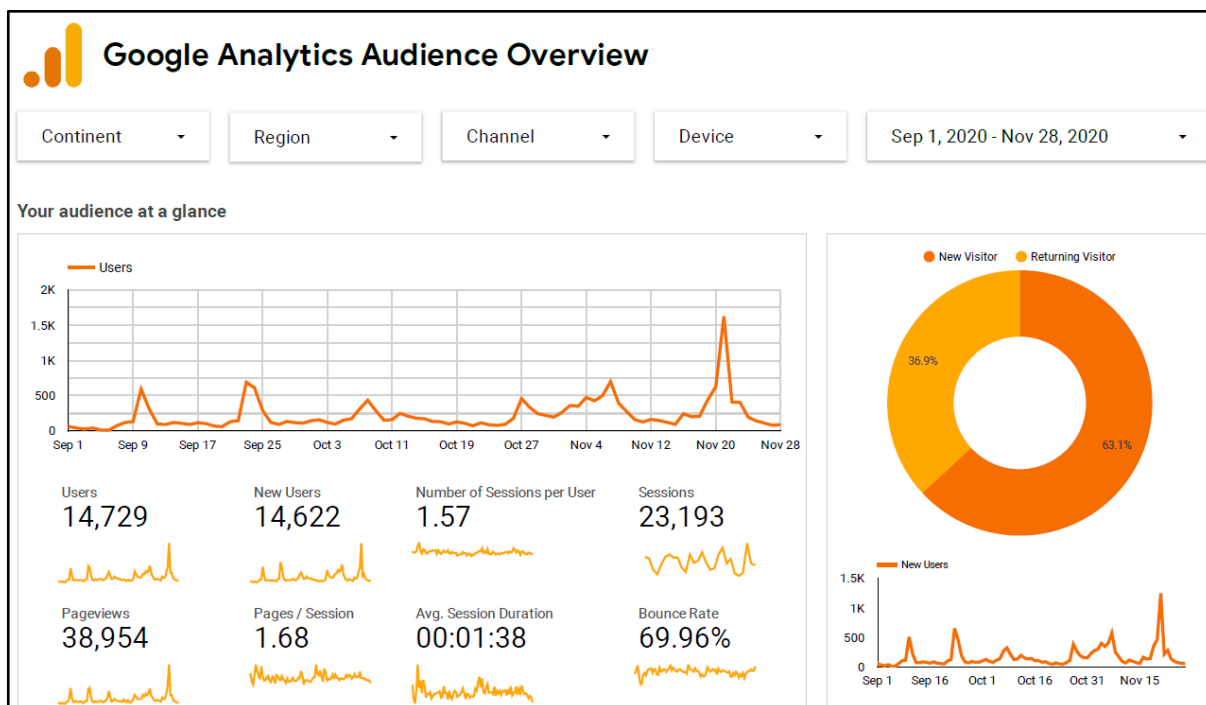 Google Analytics Audience Overview
Continent
Region
Channel
Device
Sep 1, 2020 - Nov 28, 2020
Your audience at a glance
Users
2K
1.5K
1K
500
0
Sep 1 Sep 9 Sep 17 Sep 25 Oct 3 Oct 11 Oct 19 Oct 27 Nov 4 Nov 12 Nov 20 Nov 28
Users New Users Number of Sessions per User Sessions
14,729 14,622 1.57 23,193
Pageviews Pages / Session Avg. Session Duration Bounce Rate
38,954 1.68 00:01:38 69.96%
New Visitor Returning Visitor
36.9%
63.1%
New Users
1.5K
1K
500
0
Sep 1 Sep 16 Oct 1 Oct 16 Oct 31 Nov 15